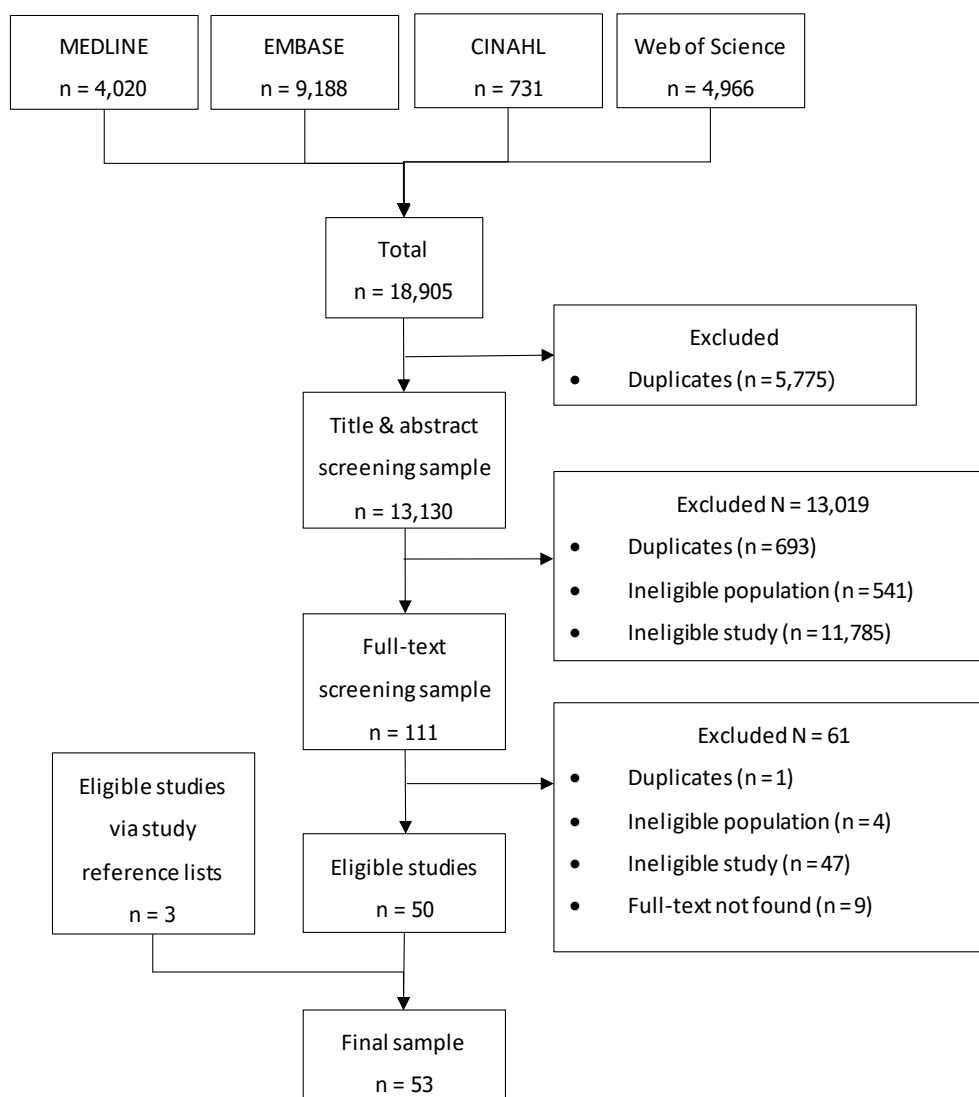 MEDLINE
n = 4,020
EMBASE
n = 9,188
CINAHL
n = 731
Web of Science
n = 4,966
Total
n = 18,905
Excluded
• Duplicates (n = 5,775)
Title & abstract
screening sample
n = 13,130
Excluded N = 13,019
• Duplicates (n = 693)
• Ineligible population (n = 541)
• Ineligible study (n = 11,785)
Full-text
screening sample
n = 111
Excluded N = 61
• Duplicates (n = 1)
• Ineligible population (n = 4)
• Ineligible study (n = 47)
• Full-text not found (n = 9)
Eligible studies
via study
reference lists
n = 3
Eligible studies
n = 50
Final sample
n = 53